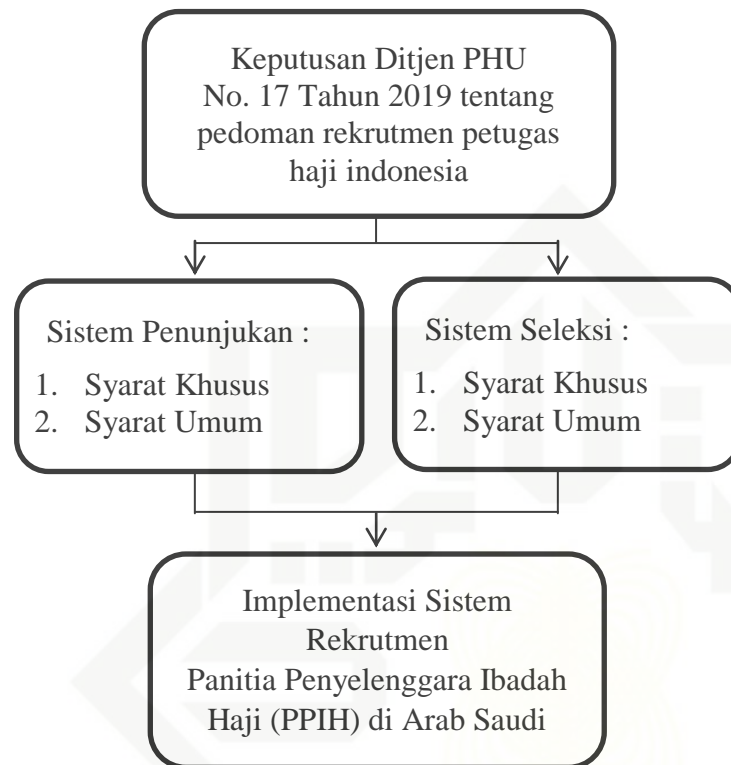 Keputusan Ditjen PHU
No. 17 Tahun 2019 tentang
pedoman rekrutmen petugas
haji indonesia
Sistem Penunjukan :
1. Syarat Khusus
2. Syarat Umum
Sistem Seleksi :
1. Syarat Khusus
2. Syarat Umum
Implementasi Sistem
Rekrutmen
Panitia Penyelenggara Ibadah
Haji (PPIH) di Arab Saudi